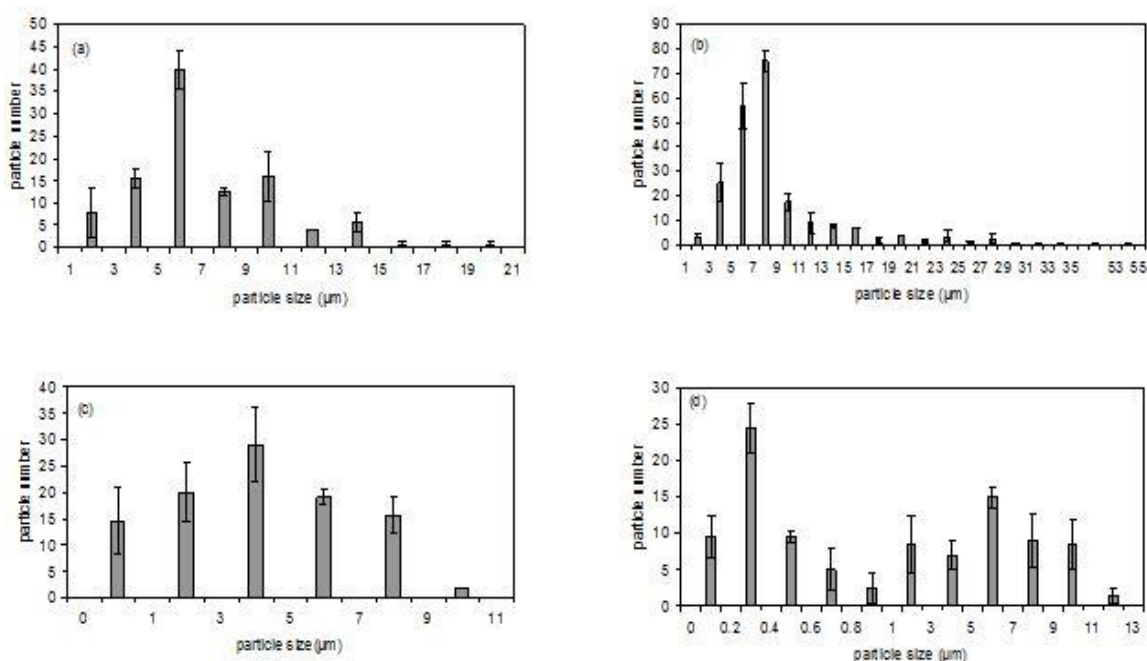 (a)
particle number
50
45
40
35
30
25
20
15
10
5
0
1 3 5 7 9 11 13 15 17 19 21
particle size (µm)
(b)
particle number
90
80
70
60
50
40
30
20
10
0
1 3 5 7 9 11 13 15 17 19 21 23 25 27 29 31 33 35 53 55
particle size (µm)
(c)
particle number
40
35
30
25
20
15
10
5
0
0 1 3 5 7 9 11
particle size(µm)
(d)
particle number
30
25
20
15
10
5
0
0 0.2 0.4 0.6 0.8 1 3 5 7 9 11 13
particle size (µm)